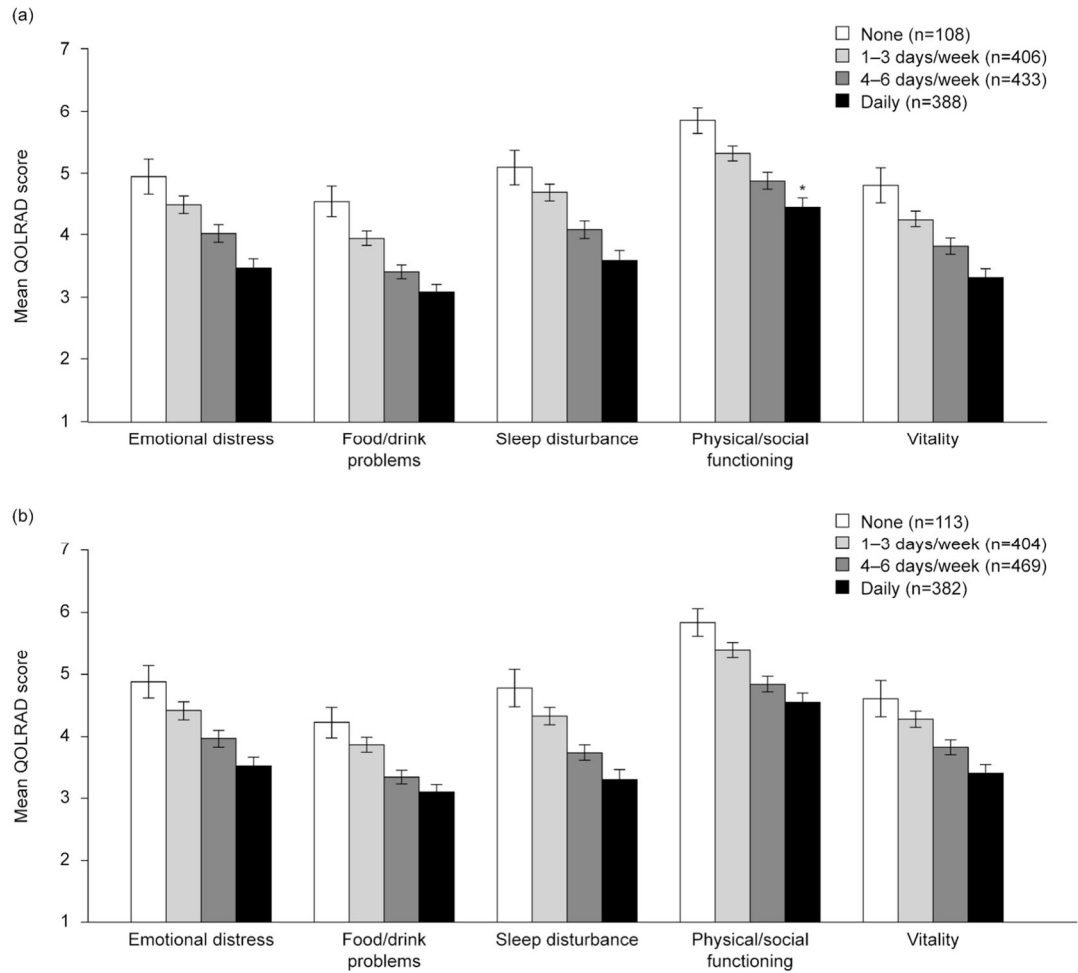 (a)
None (n=108)
1–3 days/week (n=406)
4–6 days/week (n=433)
Daily (n=388)
Mean QOLRAD score
7
6
5
4
3
2
1
*
Emotional distress
Food/drink
problems
Sleep disturbance
Physical/social
functioning
Vitality
(b)
None (n=113)
1–3 days/week (n=404)
4–6 days/week (n=469)
Daily (n=382)
Mean QOLRAD score
7
6
5
4
3
2
1
Emotional distress
Food/drink
problems
Sleep disturbance
Physical/social
functioning
Vitality